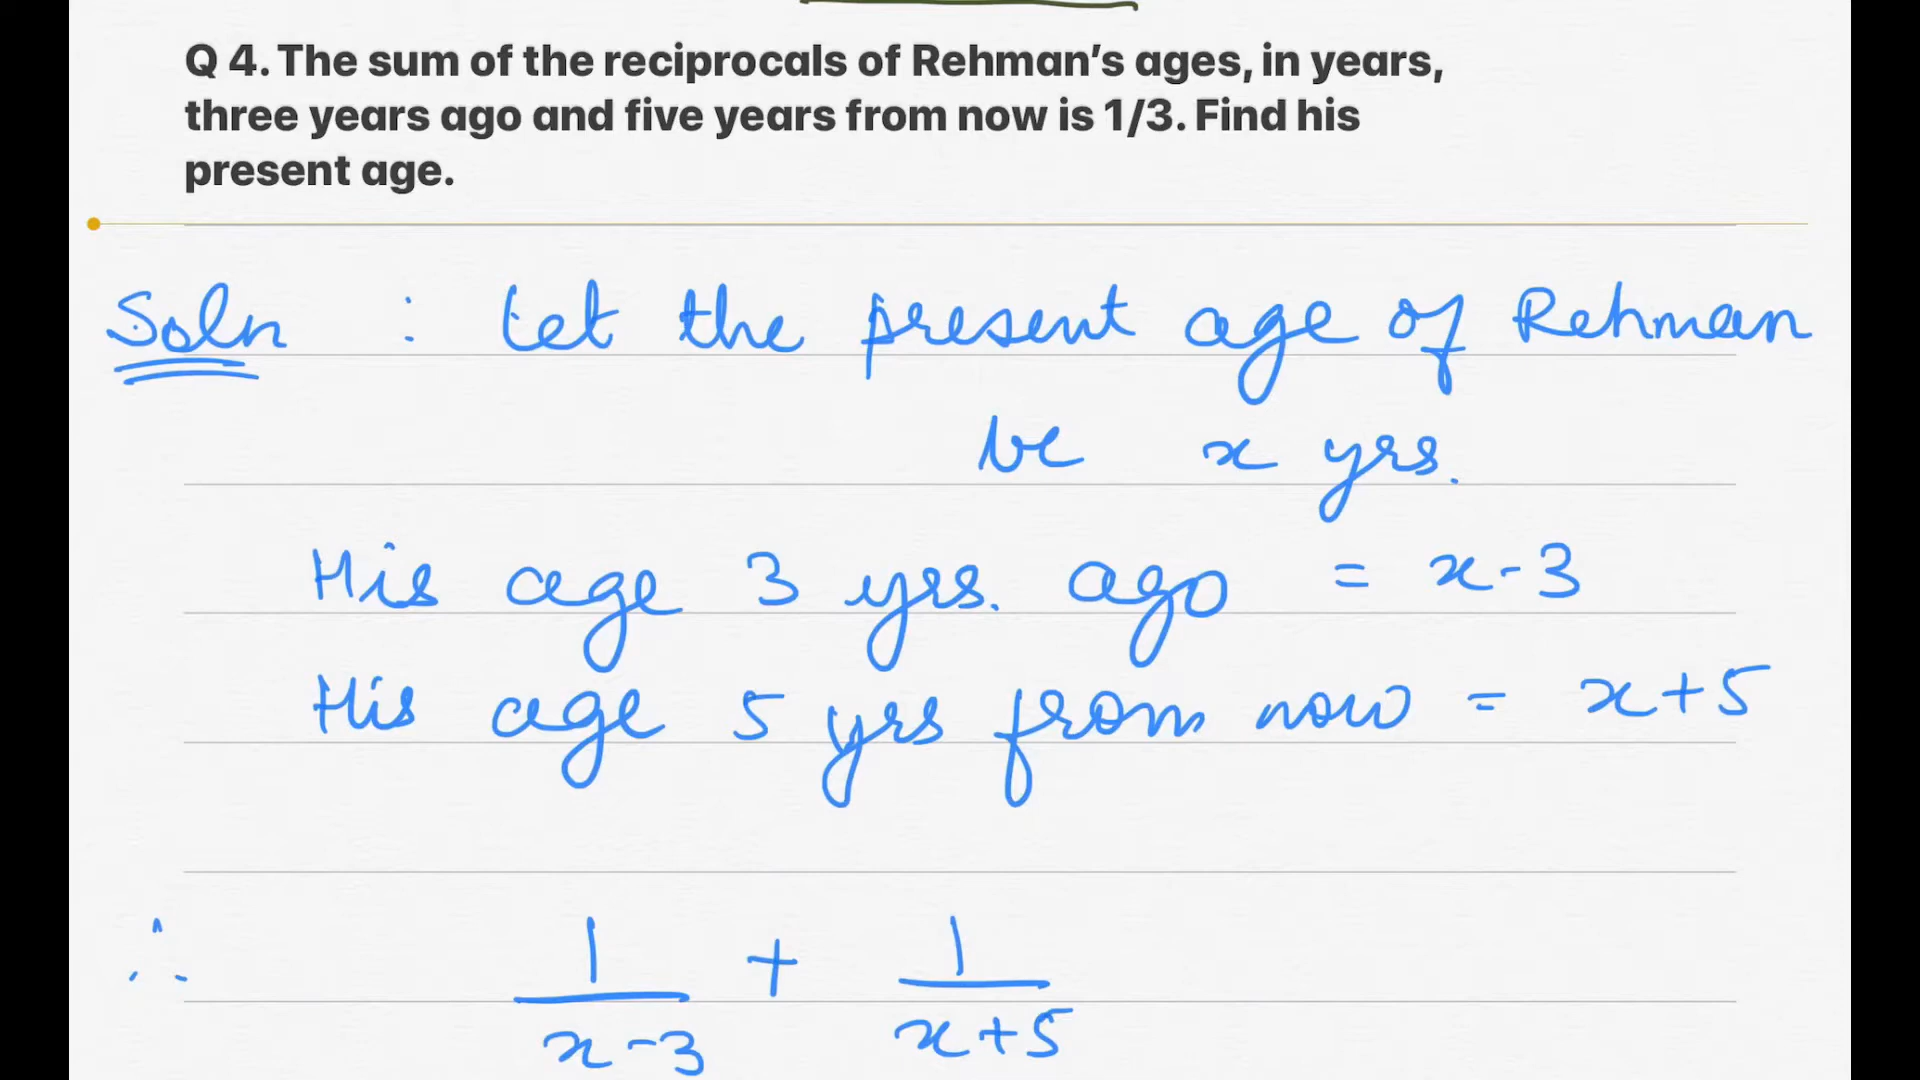 Q 4. The sum of the reciprocals of Rehman’s ages, in years,
three years ago and five years from now is 1/3. Find his
present age.
Soln : Let the present age of Rehman
be x yrs.
His age 3 yrs. ago = x-3
His age 5 yrs from now = x+5
∴ 1/(x-3) + 1/(x+5)